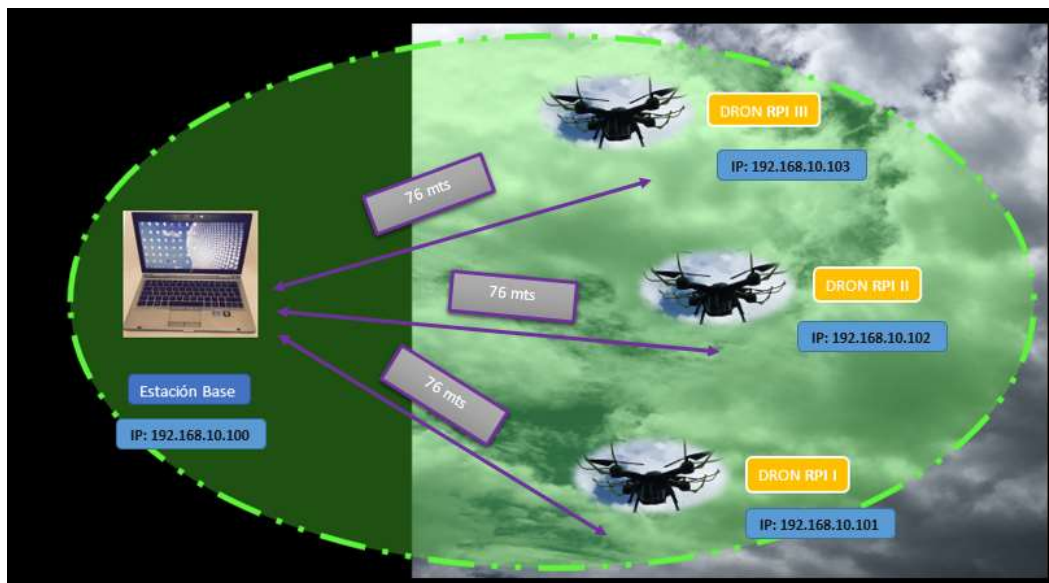 DRON RPI III
IP: 192.168.10.103
76 mts
76 mts
DRON RPI II
IP: 192.168.10.102
76 mts
Estación Base
IP: 192.168.10.100
DRON RPI I
IP: 192.168.10.101